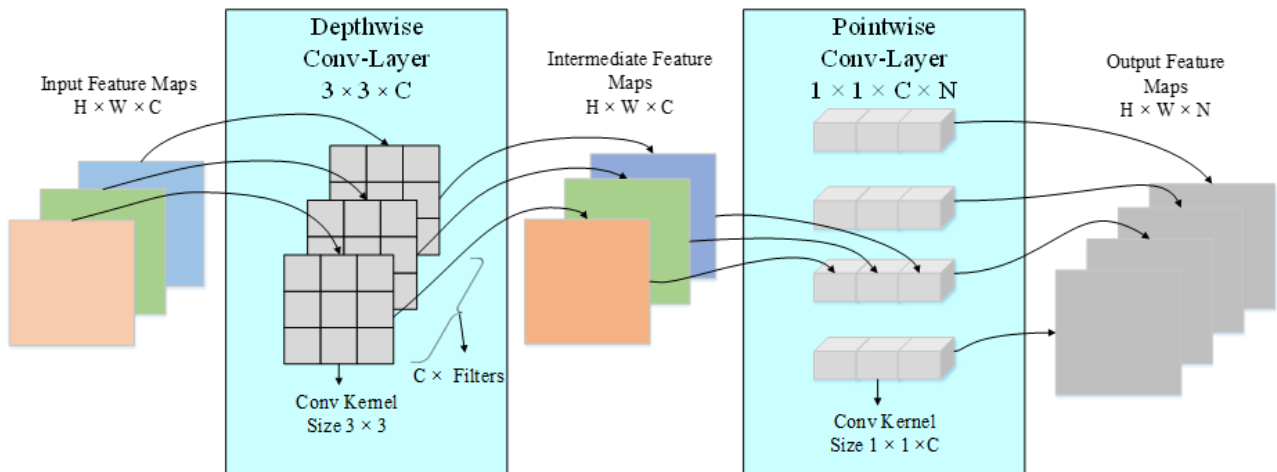 Input Feature Maps
H × W × C
Depthwise
Conv-Layer
3 × 3 × C
C × Filters
Conv Kernel
Size 3 × 3
Intermediate Feature
Maps
H × W × C
Pointwise
Conv-Layer
1 × 1 × C × N
Conv Kernel
Size 1 × 1 ×C
Output Feature
Maps
H × W × N